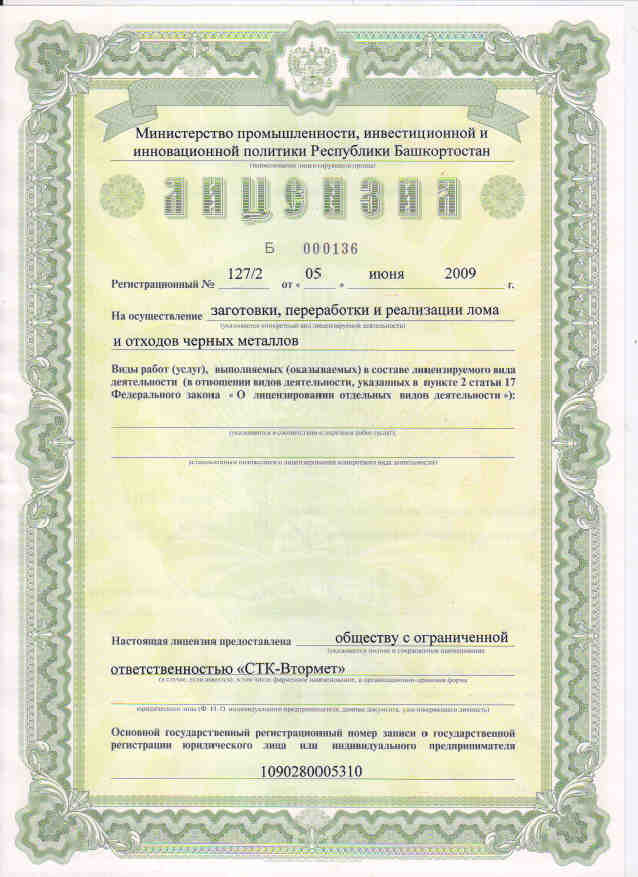 Министерство промышленности, инвестиционной и
инновационной политики Республики Башкортостан
(наименование лицензирующего органа)
ЛИЦЕНЗИЯ
Б 000136
Регистрационный № 127/2 от « 05 » июня 2009 г.
На осуществление заготовки, переработки и реализации лома
(указывается конкретный вид лицензируемой деятельности)
и отходов черных металлов
Виды работ (услуг), выполняемых (оказываемых) в составе лицензируемого вида
деятельности (в отношении видов деятельности, указанных в пункте 2 статьи 17
Федерального закона « О лицензировании отдельных видов деятельности »):
(указываются в соответствии с перечнем работ (услуг),
установленным положением о лицензировании конкретного вида деятельности)
Настоящая лицензия предоставлена обществу с ограниченной
(указывается полное и сокращенное наименование
ответственностью «СТК-Втормет»
(в случае, если имеется), в том числе фирменное наименование, и организационно-правовая форма
юридического лица (Ф. И. О. индивидуального предпринимателя, данные документа, удостоверяющего личность)
Основной государственный регистрационный номер записи о государственной
регистрации юридического лица или индивидуального предпринимателя
1090280005310